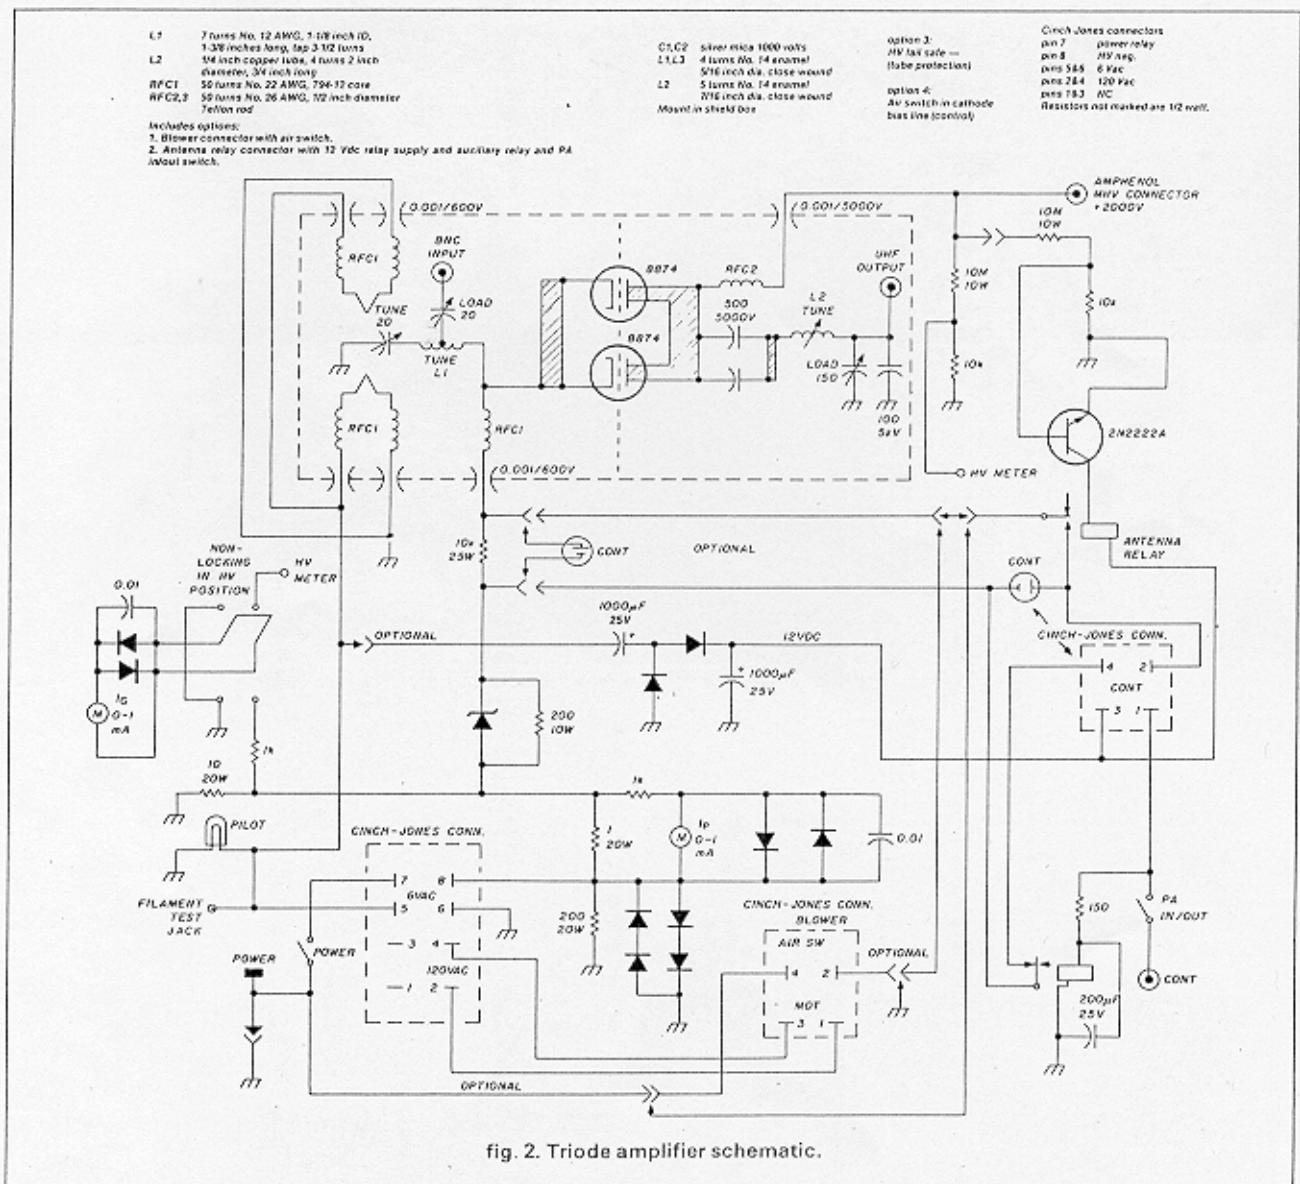 L1 7 turns No. 12 AWG, 1-1/8 inch ID,
1-3/8 inches long, tap 3-1/2 turns
L2 1/4 inch copper tube, 4 turns 2 inch
diameter, 3/4 inch long
RFC1 50 turns No. 22 AWG, T94-12 core
RFC2,3 50 turns No. 26 AWG, 1/2 inch diameter
Teflon rod
Includes options:
1. Blower connector with air switch.
2. Antenna relay connector with 12 Vdc relay supply and auxiliary relay and PA
in/out switch.
C1,C2 silver mica 1000 volts
L1,L3 4 turns No. 14 enamel
5/16 inch dia. close wound
L2 5 turns No. 14 enamel
7/16 inch dia. close wound
Mount in shield box
option 3:
HV fail safe —
(tube protection)
option 4:
Air switch in cathode
bias line (control)
Cinch-Jones connectors
pin 7 power relay
pin 8 HV neg.
pins 5&6 6 Vac
pins 2&4 120 Vac
pins 1&3 NC
Resistors not marked are 1/2 watt.
0.001/600V
0.001/5000V
AMPHENOL
MHV CONNECTOR
+2000V
10M
10W
BNC
INPUT
RFC1
8874
RFC2
UHF
OUTPUT
10M
10W
10k
TUNE
20
LOAD
20
500
5000V
L2
TUNE
8874
TUNE
L1
LOAD
150
10k
RFC1
RFC1
100
5kV
2N2222A
0.001/600V
HV METER
10k
25W
CONT
OPTIONAL
ANTENNA
RELAY
NON-
LOCKING
IN HV
POSITION
HV
METER
CONT
0.01
1000µF
25V
+
OPTIONAL
12VDC
CINCH-JONES CONN.
4 2
CONT
3 1
+
1000µF
25V
IG
0-1
mA
M
200
10W
1k
10
20W
1k
PILOT
CINCH-JONES CONN.
1
20W
M
IP
0-1
mA
0.01
7 8
6VAC
5 6
3 4
120VAC
1 2
FILAMENT
TEST
JACK
POWER
POWER
200
20W
CINCH-JONES CONN.
BLOWER
AIR SW
4 2
MOT
3 1
OPTIONAL
150
PA
IN/OUT
CONT
200µF
25V
OPTIONAL
fig. 2. Triode amplifier schematic.